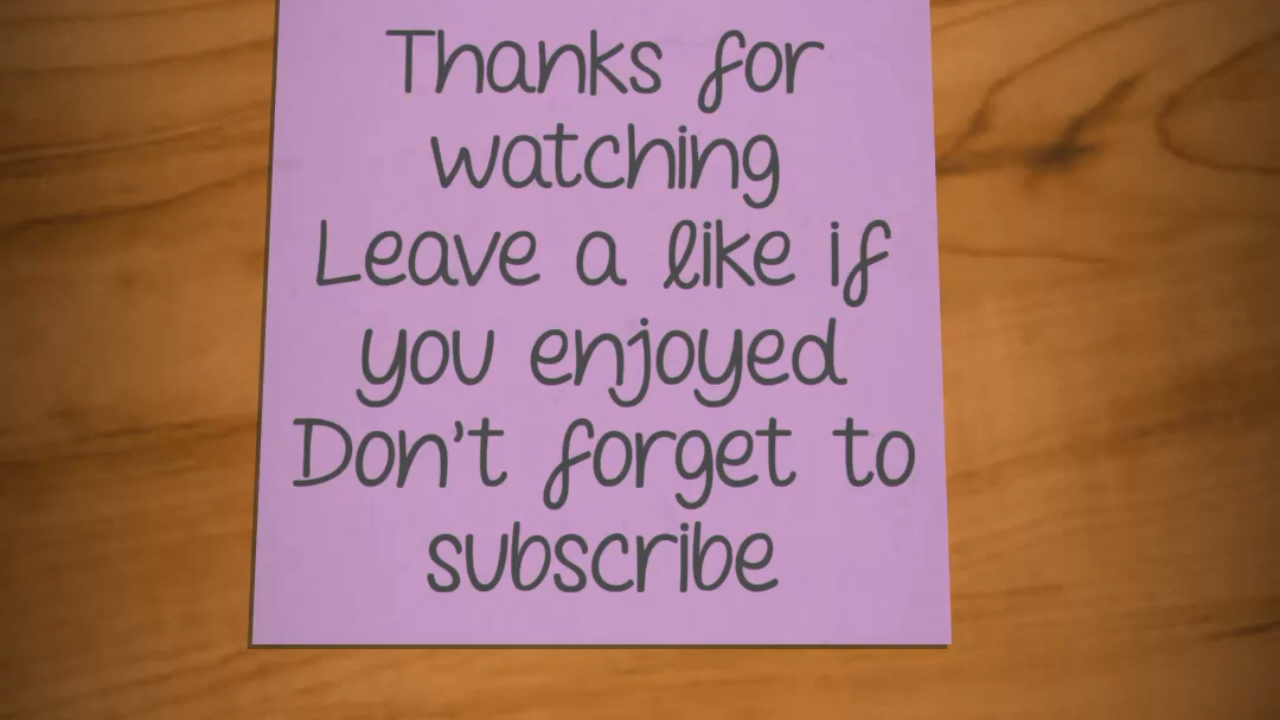 Thanks for
watching
Leave a like if
you enjoyed
Don't forget to
subscribe